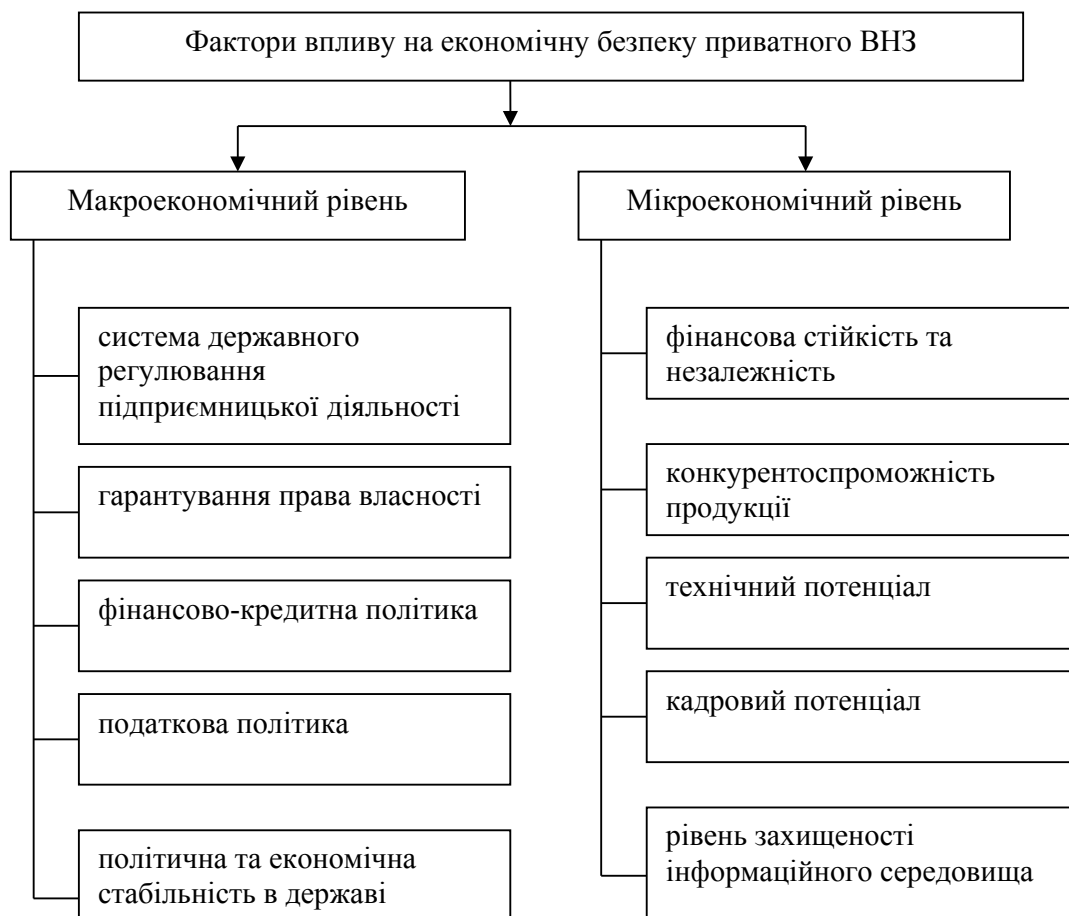 Фактори впливу на економічну безпеку приватного ВНЗ
Макроекономічний рівень
система державного
регулювання
підприємницької діяльності
гарантування права власності
фінансово-кредитна політика
податкова політика
політична та економічна
стабільність в державі
Мікроекономічний рівень
фінансова стійкість та
незалежність
конкурентоспроможність
продукції
технічний потенціал
кадровий потенціал
рівень захищеності
інформаційного середовища